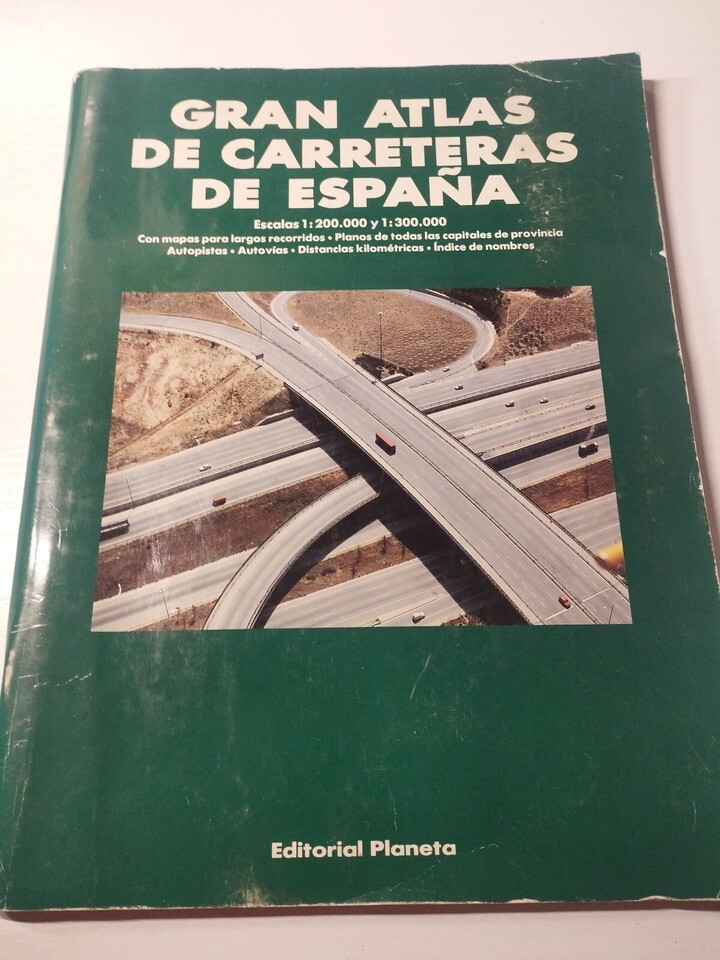 GRAN ATLAS
DE CARRETERAS
DE ESPAÑA
Escalas 1:200.000 y 1:300.000
Con mapas para largos recorridos • Planos de todas las capitales de provincia
Autopistas • Autovías • Distancias kilométricas • Índice de nombres
Editorial Planeta